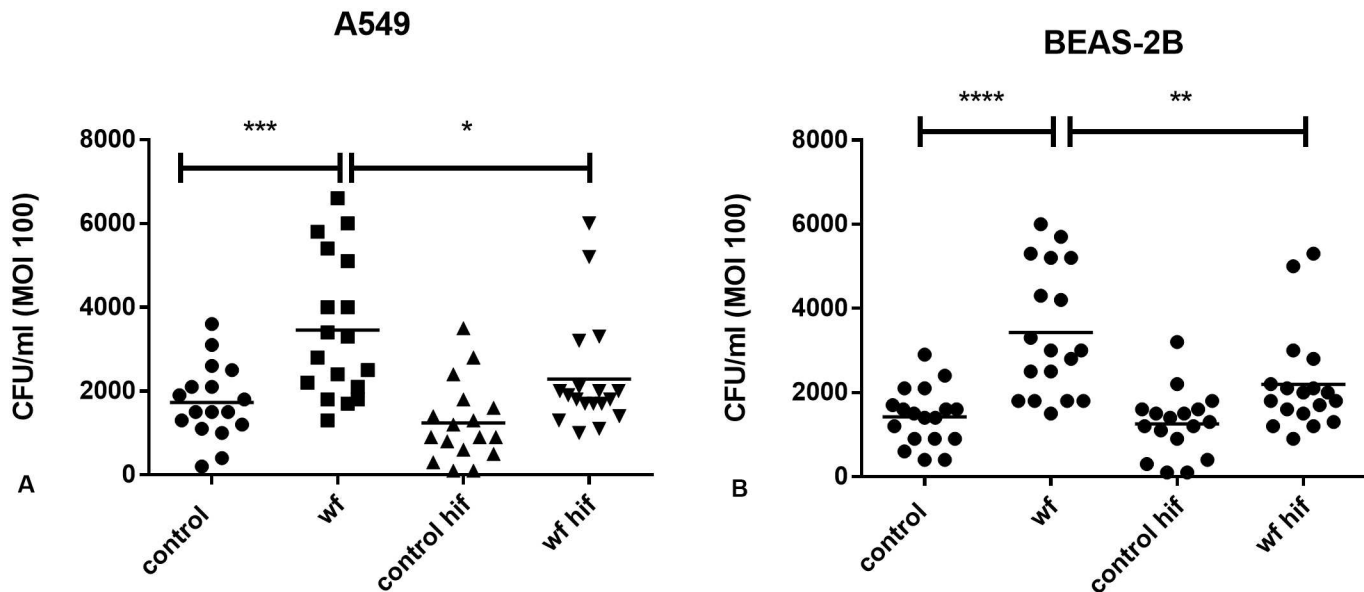 A549
*** *
CFU/ml (MOI 100)
8000
6000
4000
2000
0
control
wf
control hif
wf hif
A
BEAS-2B
**** **
CFU/ml (MOI 100)
8000
6000
4000
2000
0
control
wf
control hif
wf hif
B